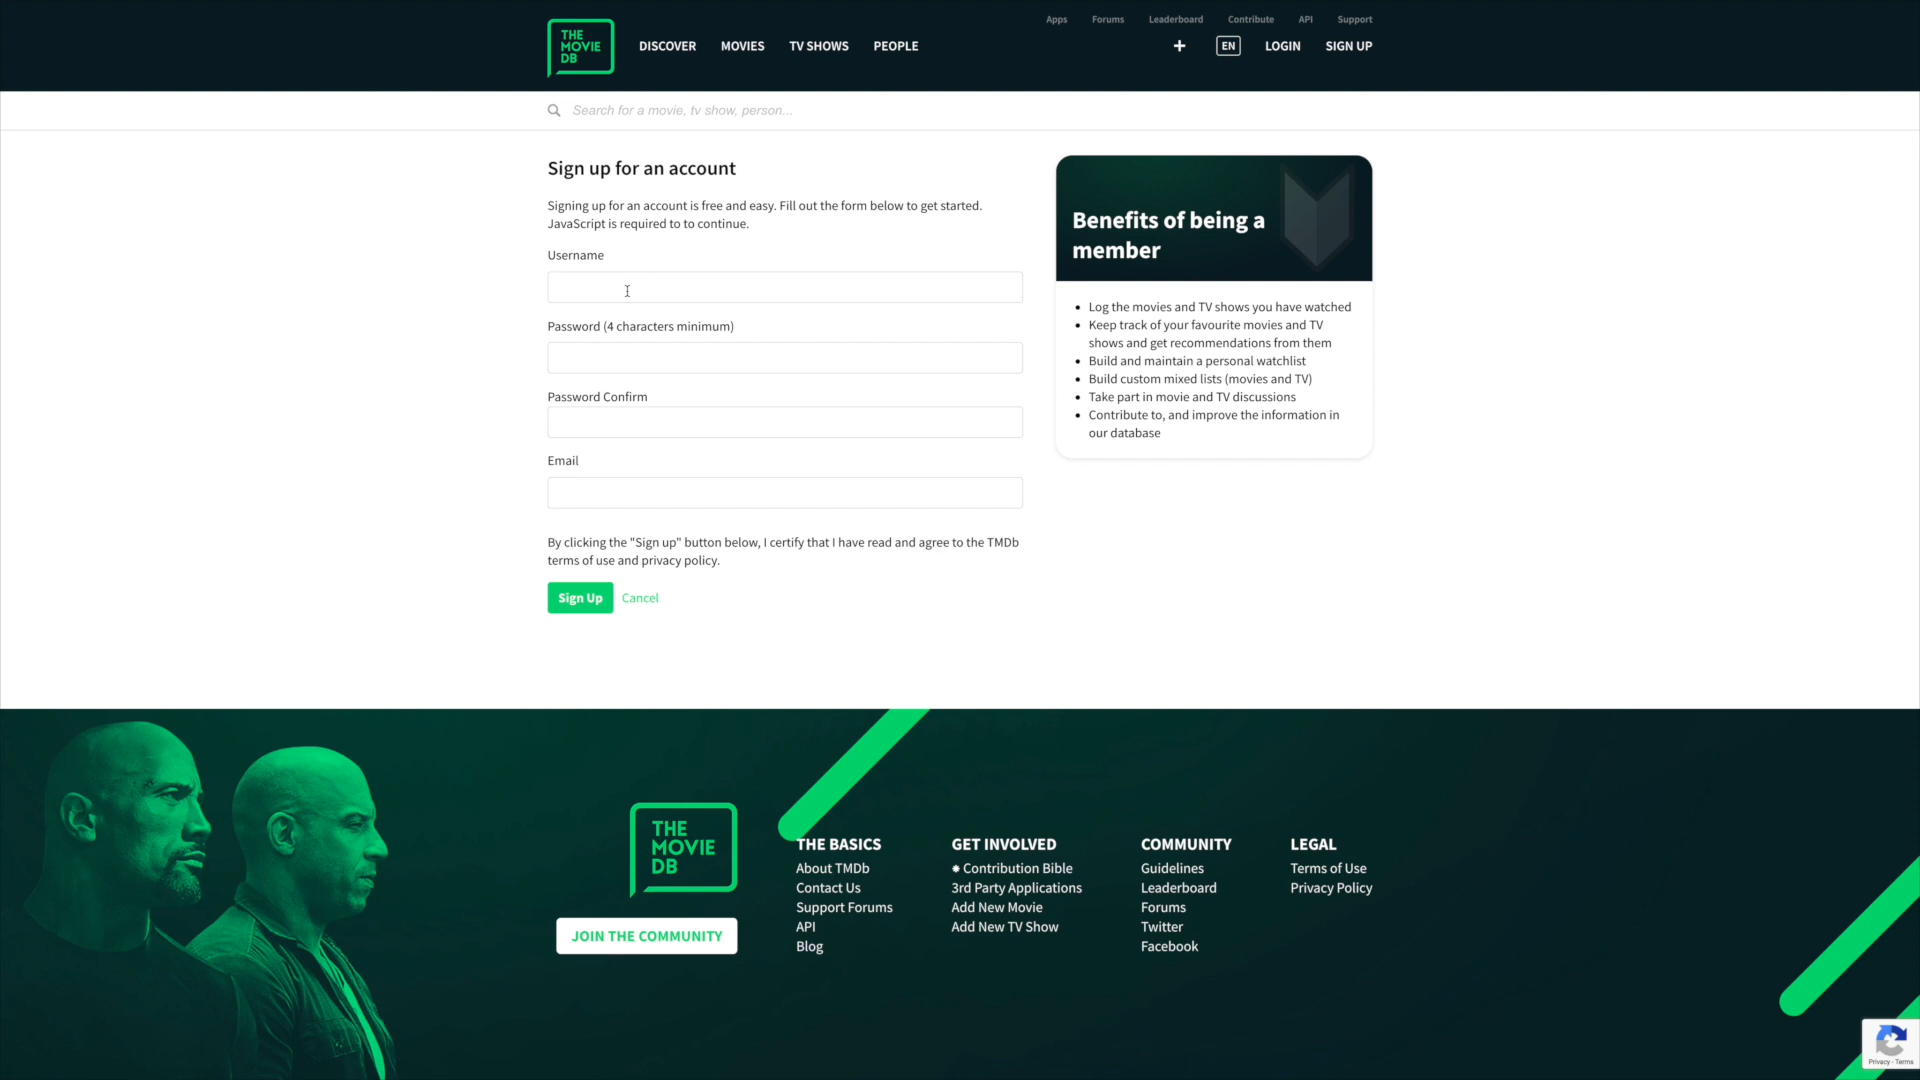 Apps Forums Leaderboard Contribute API Support
THE
MOVIE
DB
DISCOVER MOVIES TV SHOWS PEOPLE
+ EN LOGIN SIGN UP
Search for a movie, tv show, person...
Sign up for an account
Signing up for an account is free and easy. Fill out the form below to get started.
JavaScript is required to to continue.
Username
Password (4 characters minimum)
Password Confirm
Email
By clicking the "Sign up" button below, I certify that I have read and agree to the TMDb
terms of use and privacy policy.
Sign Up Cancel
Benefits of being a
member
• Log the movies and TV shows you have watched
• Keep track of your favourite movies and TV
shows and get recommendations from them
• Build and maintain a personal watchlist
• Build custom mixed lists (movies and TV)
• Take part in movie and TV discussions
• Contribute to, and improve the information in
our database
THE
MOVIE
DB
JOIN THE COMMUNITY
THE BASICS
About TMDb
Contact Us
Support Forums
API
Blog
GET INVOLVED
✸ Contribution Bible
3rd Party Applications
Add New Movie
Add New TV Show
COMMUNITY
Guidelines
Leaderboard
Forums
Twitter
Facebook
LEGAL
Terms of Use
Privacy Policy
Privacy - Terms